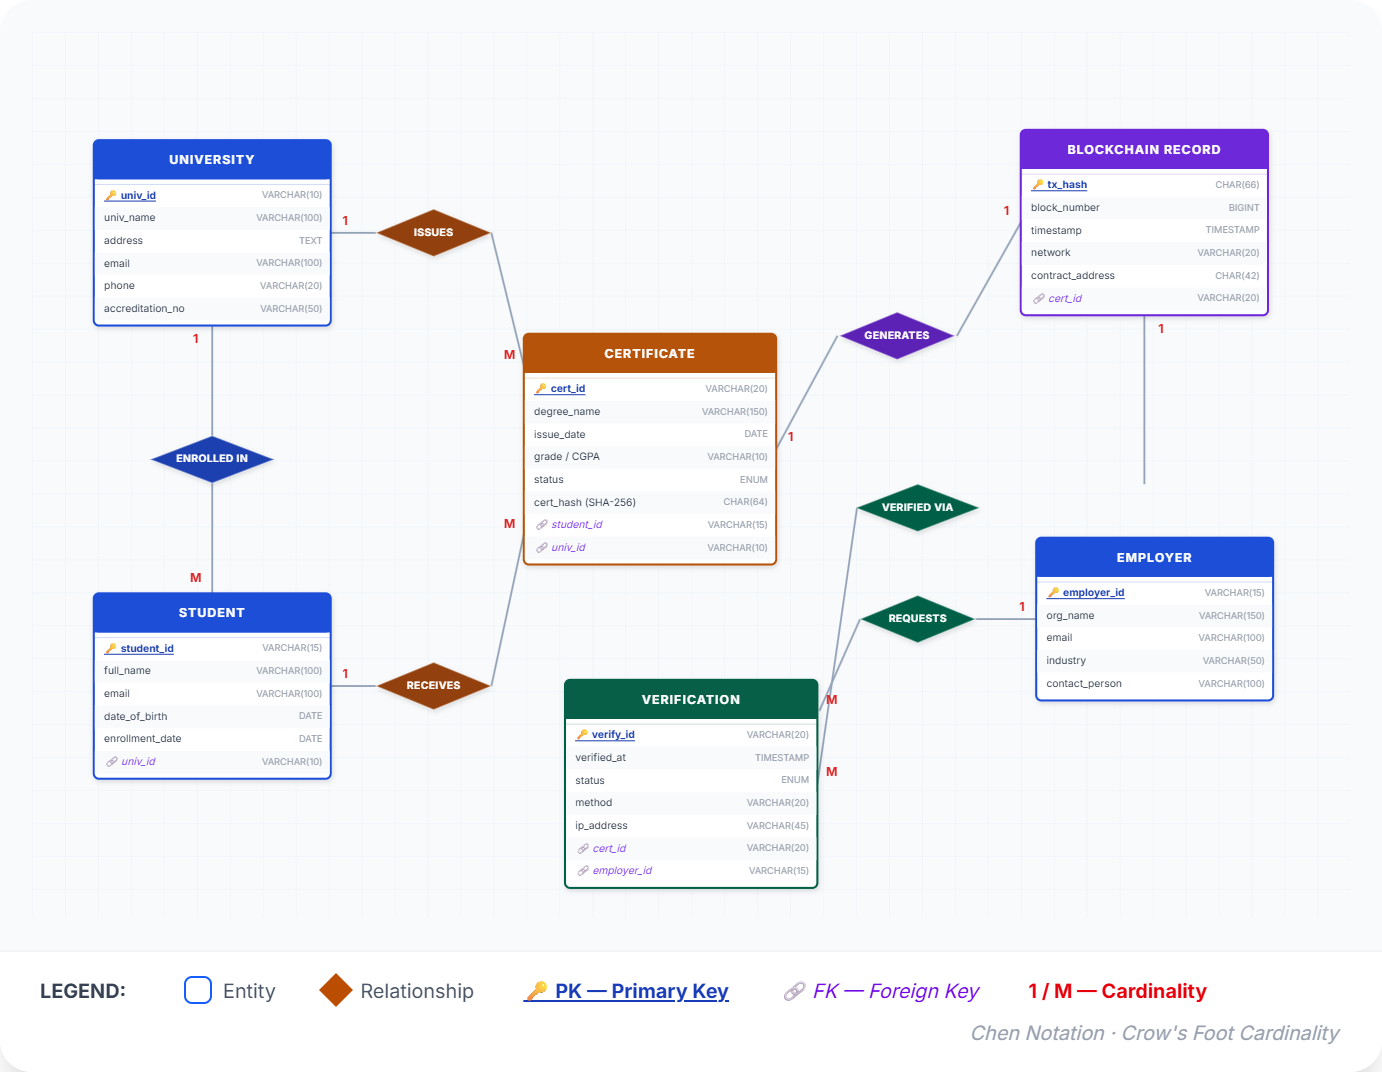 UNIVERSITY
🔑 univ_id VARCHAR(10)
univ_name VARCHAR(100)
address TEXT
email VARCHAR(100)
phone VARCHAR(20)
accreditation_no VARCHAR(50)
1
ISSUES
M
1
ENROLLED IN
M
STUDENT
🔑 student_id VARCHAR(15)
full_name VARCHAR(100)
email VARCHAR(100)
date_of_birth DATE
enrollment_date DATE
🔗 univ_id VARCHAR(10)
1
RECEIVES
M
CERTIFICATE
🔑 cert_id VARCHAR(20)
degree_name VARCHAR(150)
issue_date DATE
grade / CGPA VARCHAR(10)
status ENUM
cert_hash (SHA-256) CHAR(64)
🔗 student_id VARCHAR(15)
🔗 univ_id VARCHAR(10)
1
GENERATES
1
BLOCKCHAIN RECORD
🔑 tx_hash CHAR(66)
block_number BIGINT
timestamp TIMESTAMP
network VARCHAR(20)
contract_address CHAR(42)
🔗 cert_id VARCHAR(20)
1
VERIFIED VIA
M
REQUESTS
1
M
EMPLOYER
🔑 employer_id VARCHAR(15)
org_name VARCHAR(150)
email VARCHAR(100)
industry VARCHAR(50)
contact_person VARCHAR(100)
VERIFICATION
🔑 verify_id VARCHAR(20)
verified_at TIMESTAMP
status ENUM
method VARCHAR(20)
ip_address VARCHAR(45)
🔗 cert_id VARCHAR(20)
🔗 employer_id VARCHAR(15)
LEGEND: Entity Relationship 🔑 PK — Primary Key 🔗 FK — Foreign Key 1 / M — Cardinality
Chen Notation · Crow's Foot Cardinality